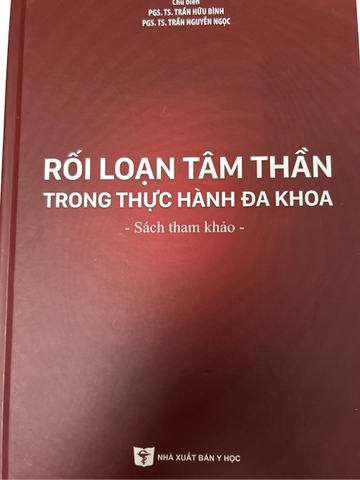 Chủ biên
PGS. TS. TRẦN HỮU BÌNH
PGS. TS. TRẦN NGUYỄN NGỌC
RỐI LOẠN TÂM THẦN
TRONG THỰC HÀNH ĐA KHOA
- Sách tham khảo -
NHÀ XUẤT BẢN Y HỌC